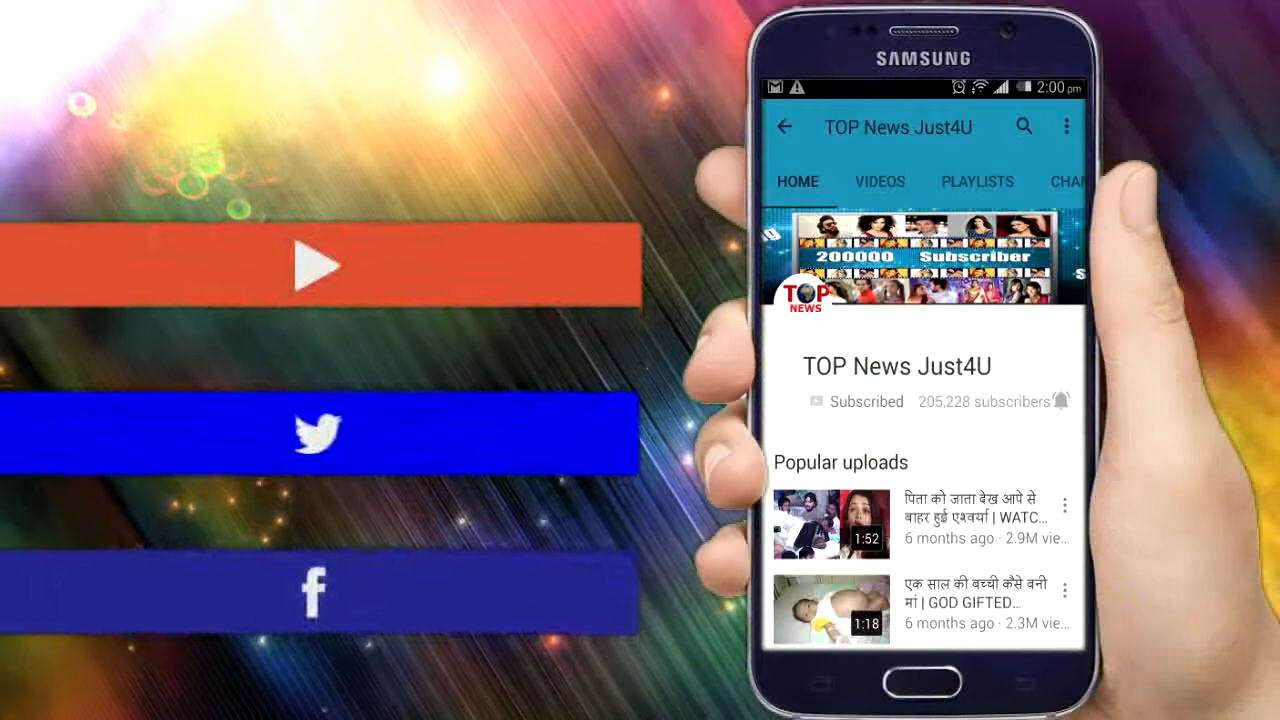 SAMSUNG
2:00 pm
TOP News Just4U
HOME VIDEOS PLAYLISTS CHA
200000 Subscriber
TOP
NEWS
TOP News Just4U
Subscribed 205,228 subscribers
Popular uploads
पिता को जाता देख आपे से
बाहर हुई एश्वर्या | WATC...
1:52
6 months ago · 2.9M vie...
एक साल की बच्ची कैसे बनी
मां | GOD GIFTED...
1:18
6 months ago · 2.3M vie...